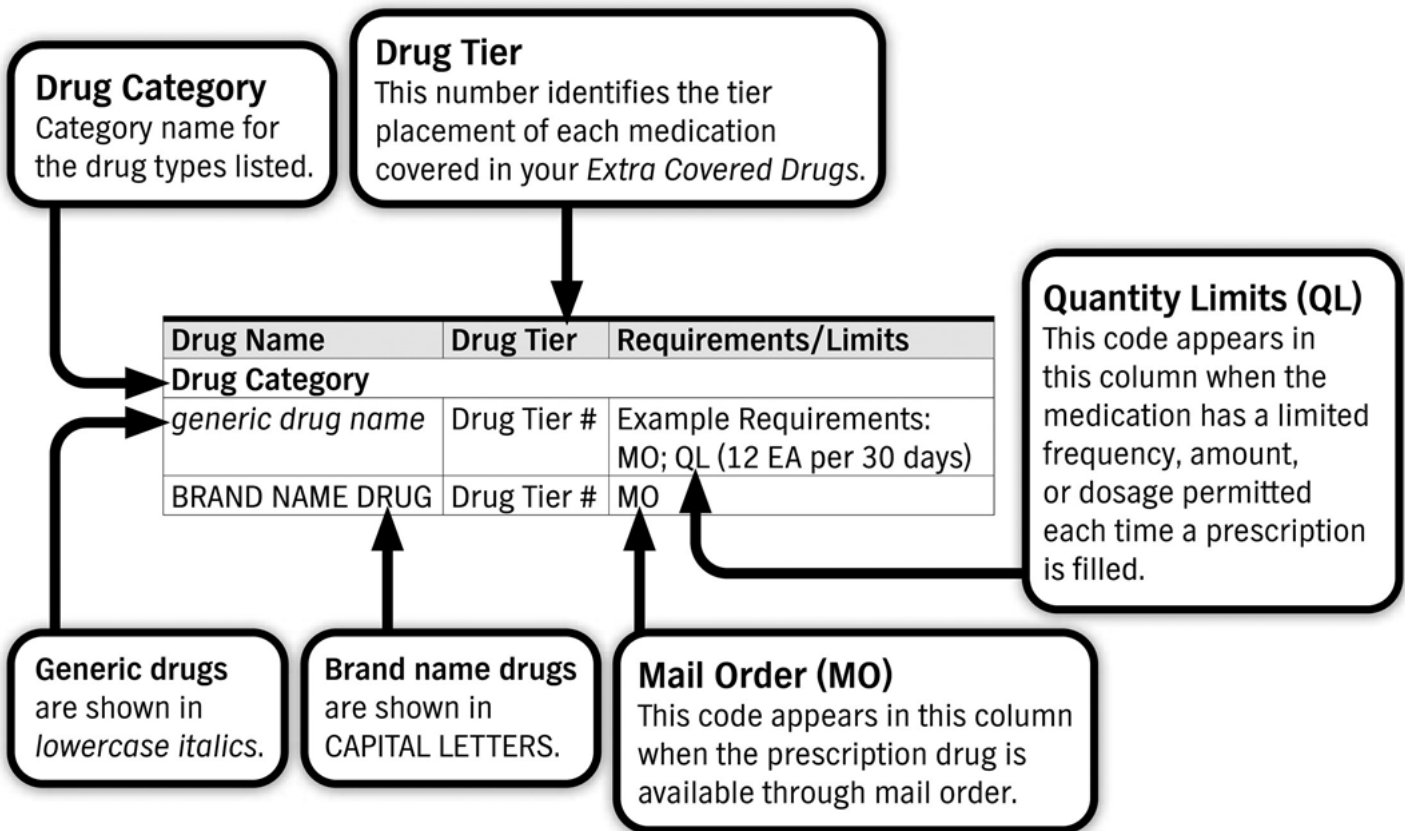 Drug Category
Category name for
the drug types listed.
Drug Tier
This number identifies the tier
placement of each medication
covered in your Extra Covered Drugs.
Quantity Limits (QL)
This code appears in
this column when the
medication has a limited
frequency, amount,
or dosage permitted
each time a prescription
is filled.
Drug Name Drug Tier Requirements/Limits
Drug Category
generic drug name Drug Tier # Example Requirements:
MO; QL (12 EA per 30 days)
BRAND NAME DRUG Drug Tier # MO
Generic drugs
are shown in
lowercase italics.
Brand name drugs
are shown in
CAPITAL LETTERS.
Mail Order (MO)
This code appears in this column
when the prescription drug is
available through mail order.